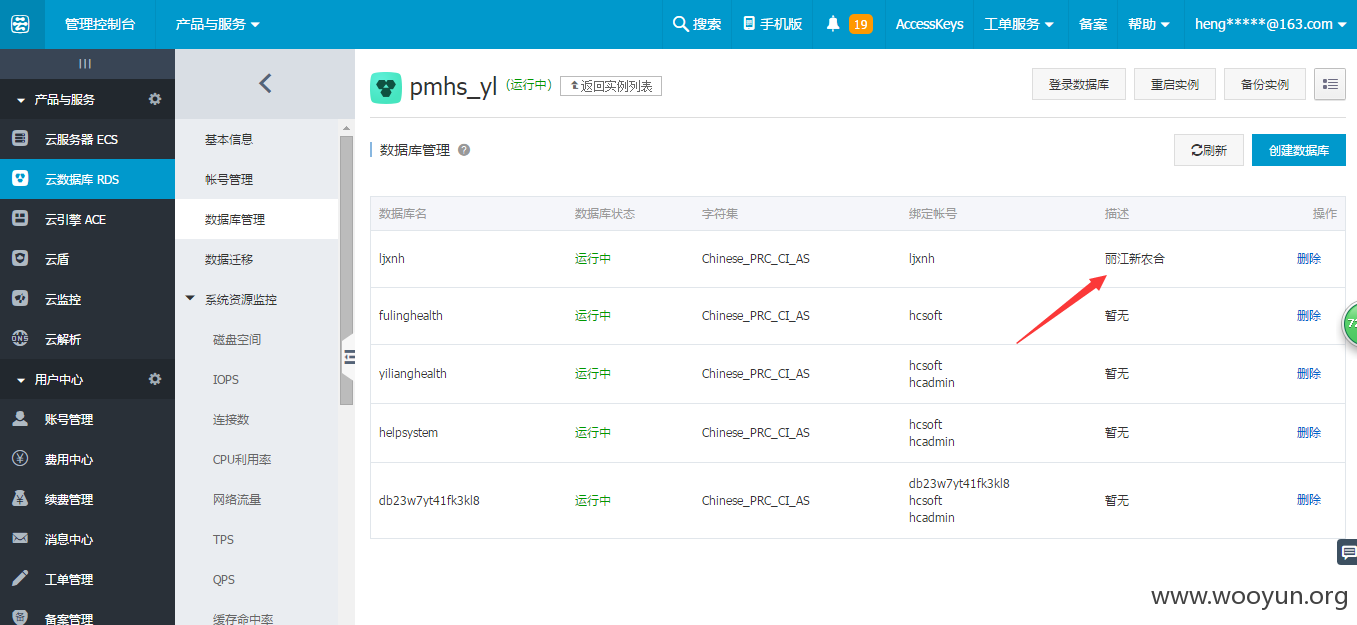 管理控制台
产品与服务
搜索
手机版
19
AccessKeys
工单服务
备案
帮助
heng*****@163.com
产品与服务
云服务器 ECS
云数据库 RDS
云引擎 ACE
云盾
云监控
云解析
用户中心
账号管理
费用中心
续费管理
消息中心
工单管理
备案管理
基本信息
帐号管理
数据库管理
数据迁移
系统资源监控
磁盘空间
IOPS
连接数
CPU利用率
网络流量
TPS
QPS
缓存命中率
pmhs_yl (运行中) 返回实例列表
登录数据库 重启实例 备份实例
数据库管理
刷新 创建数据库
数据库名 数据库状态 字符集 绑定帐号 描述 操作
ljxnh 运行中 Chinese_PRC_CI_AS ljxnh 丽江新农合 删除
fulinghealth 运行中 Chinese_PRC_CI_AS hcsoft 暂无 删除
yilianghealth 运行中 Chinese_PRC_CI_AS hcsoft 暂无 删除
hcadmin
helpsystem 运行中 Chinese_PRC_CI_AS hcsoft 暂无 删除
hcadmin
db23w7yt41fk3kl8
db23w7yt41fk3kl8 运行中 Chinese_PRC_CI_AS hcsoft 暂无 删除
hcadmin
www.wooyun.org